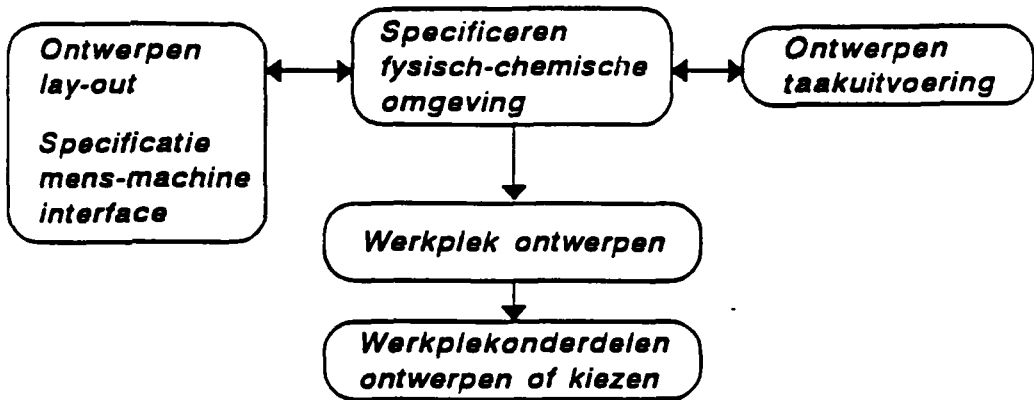 Ontwerpen
lay-out
Specificatie
mens-machine
interface
Specificeren
fysisch-chemische
omgeving
Ontwerpen
taakuitvoering
Werkplek ontwerpen
Werkplekonderdelen
ontwerpen of kiezen